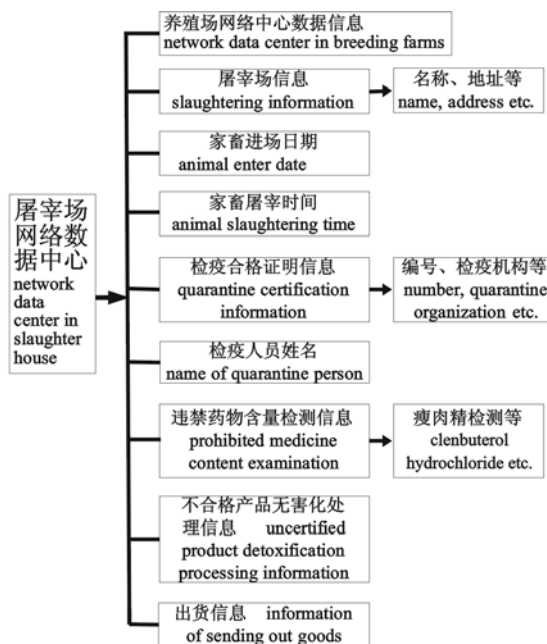 养殖场网络中心数据信息
network data center in breeding farms
屠宰场信息
slaughtering information
名称、地址等
name, address etc.
家畜进场日期
animal enter date
家畜屠宰时间
animal slaughtering time
屠宰场
网络数
据中心
network
data
center in
slaughter
house
检疫合格证明信息
quarantine certification
information
编号、检疫机构等
number, quarantine
organization etc.
检疫人员姓名
name of quarantine person
违禁药物含量检测信息
prohibited medicine
content examination
瘦肉精检测等
clenbuterol
hydrochloride etc.
不合格产品无害化处
理信息 uncertified
product detoxification
processing information
出货信息 information
of sending out goods